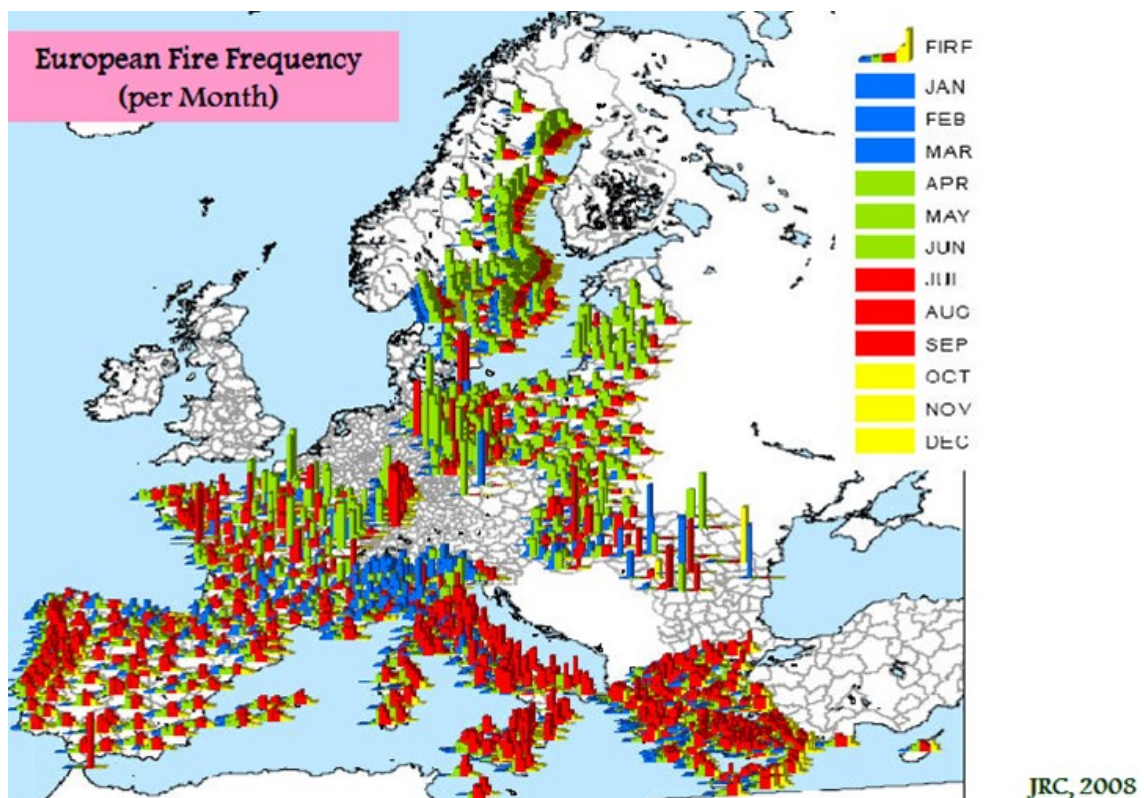 European Fire Frequency
(per Month)
FIRE
JAN
FEB
MAR
APR
MAY
JUN
JUL
AUG
SEP
OCT
NOV
DEC
JRC, 2008